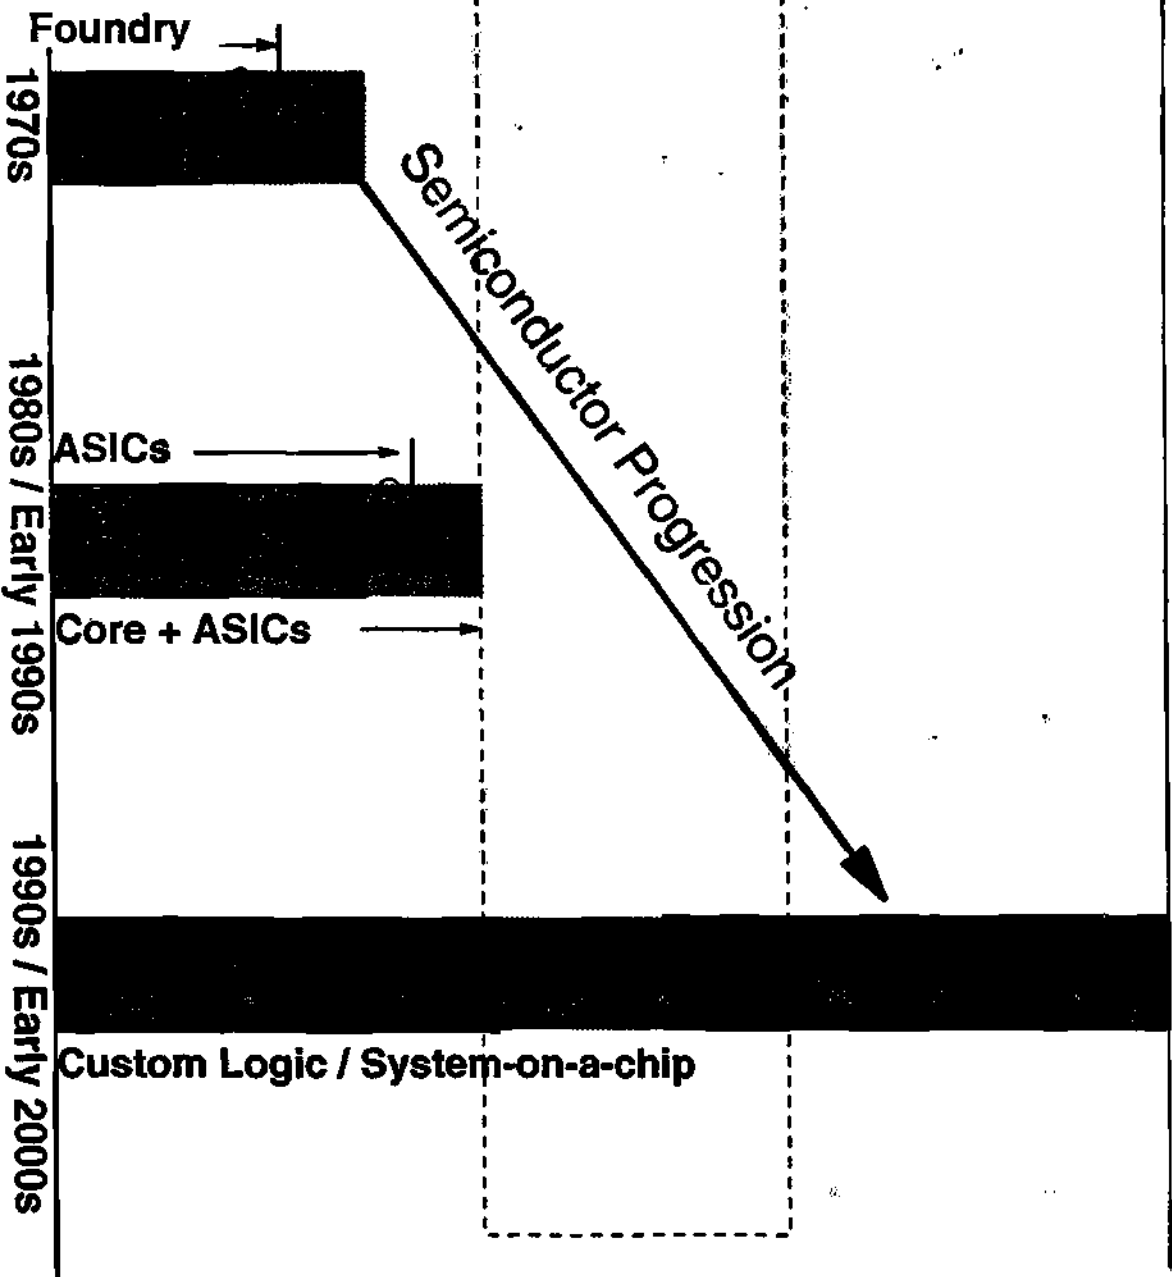 Foundry
1970s
Semiconductor Progression
1980s / Early 1990s
ASICs
Core + ASICs
1990s / Early 2000s
Custom Logic / System-on-a-chip